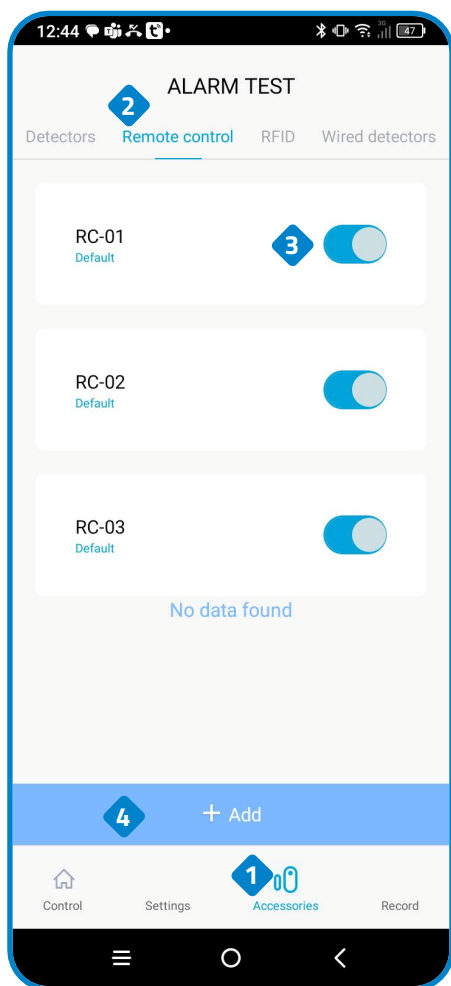 12:44
3G
47
ALARM TEST
2
Detectors Remote control RFID Wired detectors
RC-01
Default
3
RC-02
Default
RC-03
Default
No data found
4
+ Add
1
Control Settings Accessories Record